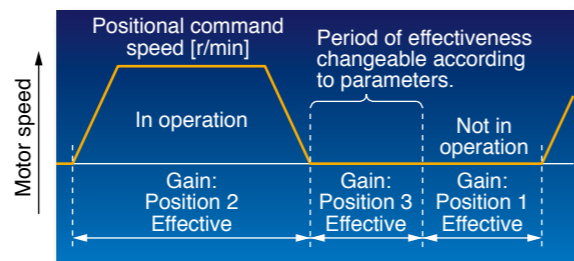 Motor speed
Positional command
speed [r/min]
In operation
Period of effectiveness
changeable according
to parameters.
Not in
operation
Gain:
Position 2
Effective
Gain:
Position 3
Effective
Gain:
Position 1
Effective